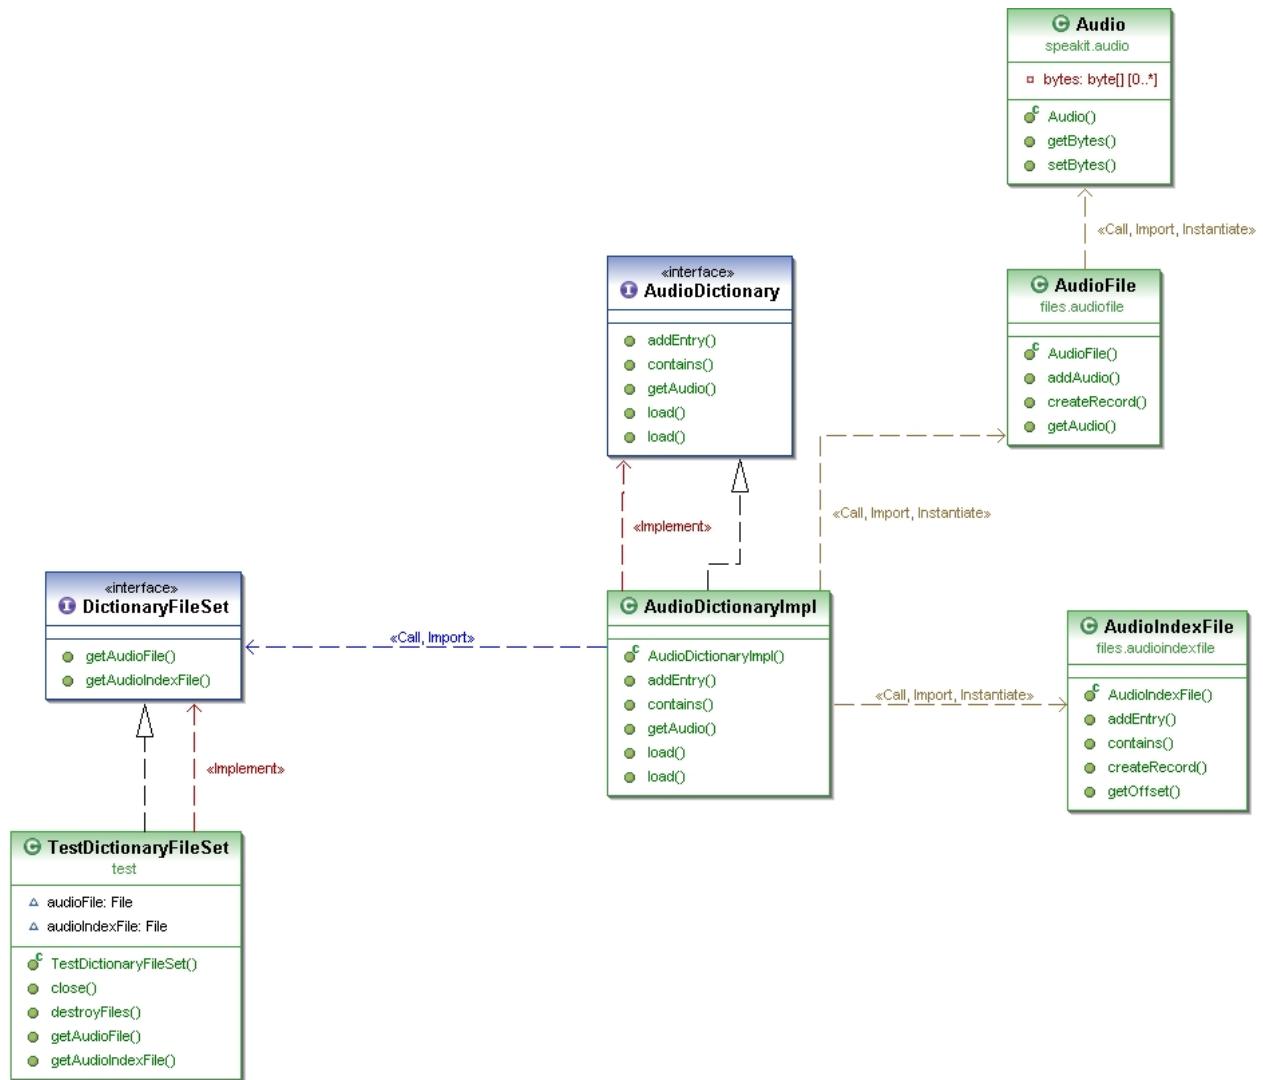 Audio
speakit.audio
bytes: byte[] [0..*]
Audio()
getBytes()
setBytes()
«Call, Import, Instantiate»
AudioFile
files.audiofile
AudioFile()
addAudio()
createRecord()
getAudio()
«interface»
AudioDictionary
addEntry()
contains()
getAudio()
load()
load()
«Implement»
«Call, Import, Instantiate»
«interface»
DictionaryFileSet
getAudioFile()
getAudioIndexFile()
«Call, Import»
AudioDictionaryImpl
AudioDictionaryImpl()
addEntry()
contains()
getAudio()
load()
load()
«Call, Import, Instantiate»
AudioIndexFile
files.audioindexfile
AudioIndexFile()
addEntry()
contains()
createRecord()
getOffset()
«Implement»
TestDictionaryFileSet
test
audioFile: File
audioIndexFile: File
TestDictionaryFileSet()
close()
destroyFiles()
getAudioFile()
getAudioIndexFile()